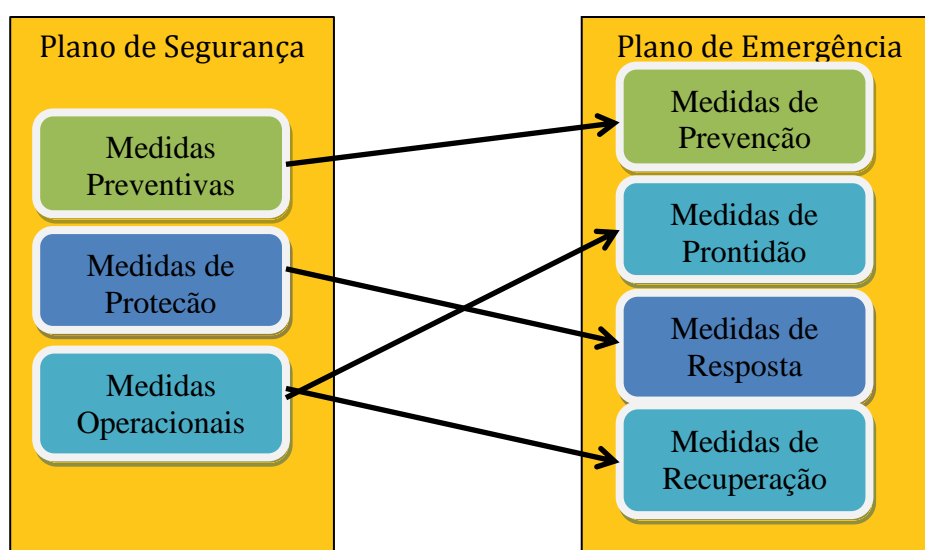 Plano de Segurança
Medidas
Preventivas
Medidas de
Protecão
Medidas
Operacionais
Plano de Emergência
Medidas de
Prevenção
Medidas de
Prontidão
Medidas de
Resposta
Medidas de
Recuperação